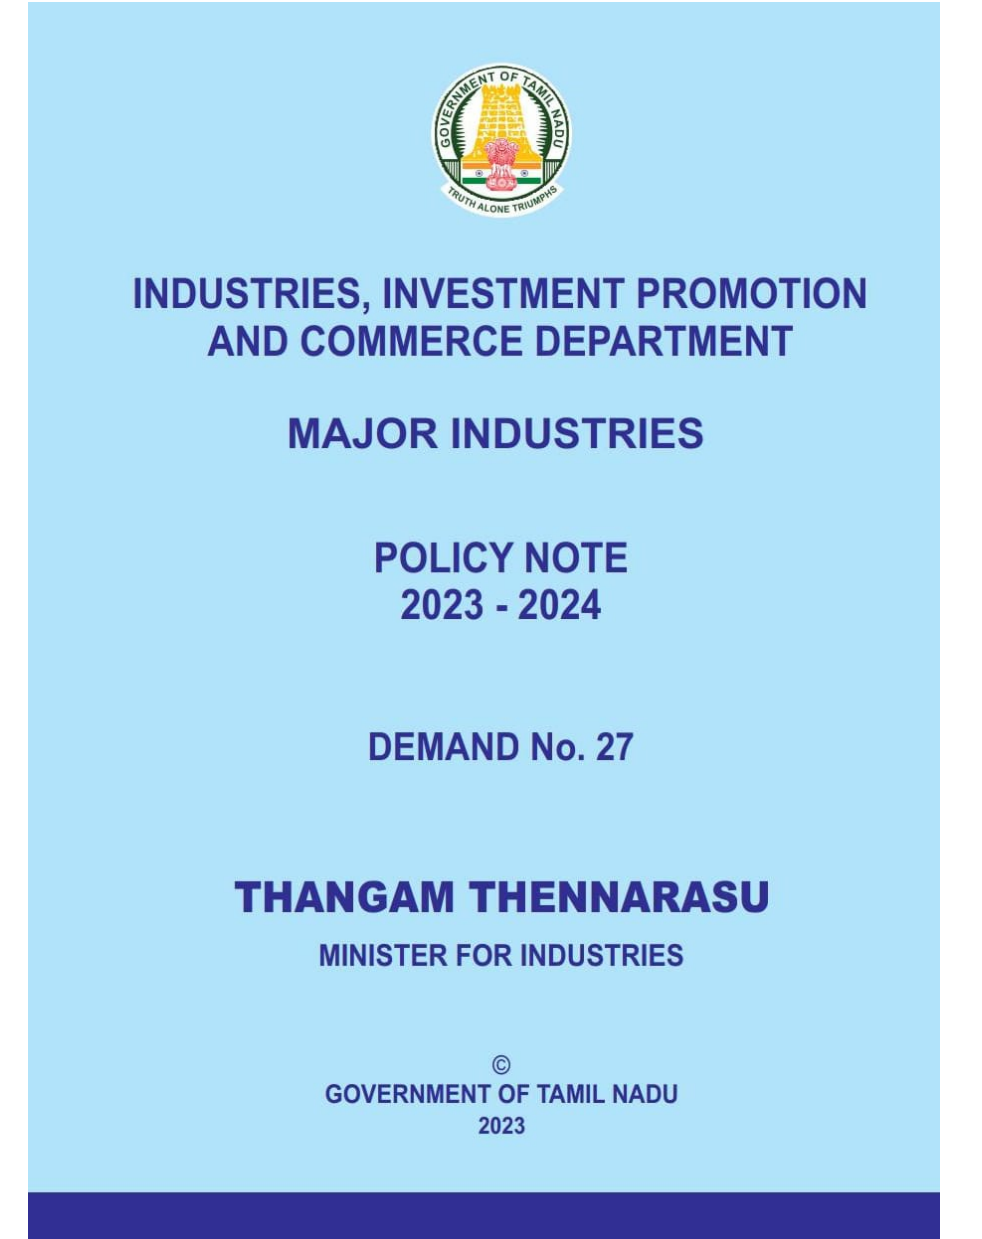 GOVERNMENT OF TAMIL NADU
TRUTH ALONE TRIUMPHS
INDUSTRIES, INVESTMENT PROMOTION
AND COMMERCE DEPARTMENT
MAJOR INDUSTRIES
POLICY NOTE
2023 - 2024
DEMAND No. 27
THANGAM THENNARASU
MINISTER FOR INDUSTRIES
©
GOVERNMENT OF TAMIL NADU
2023